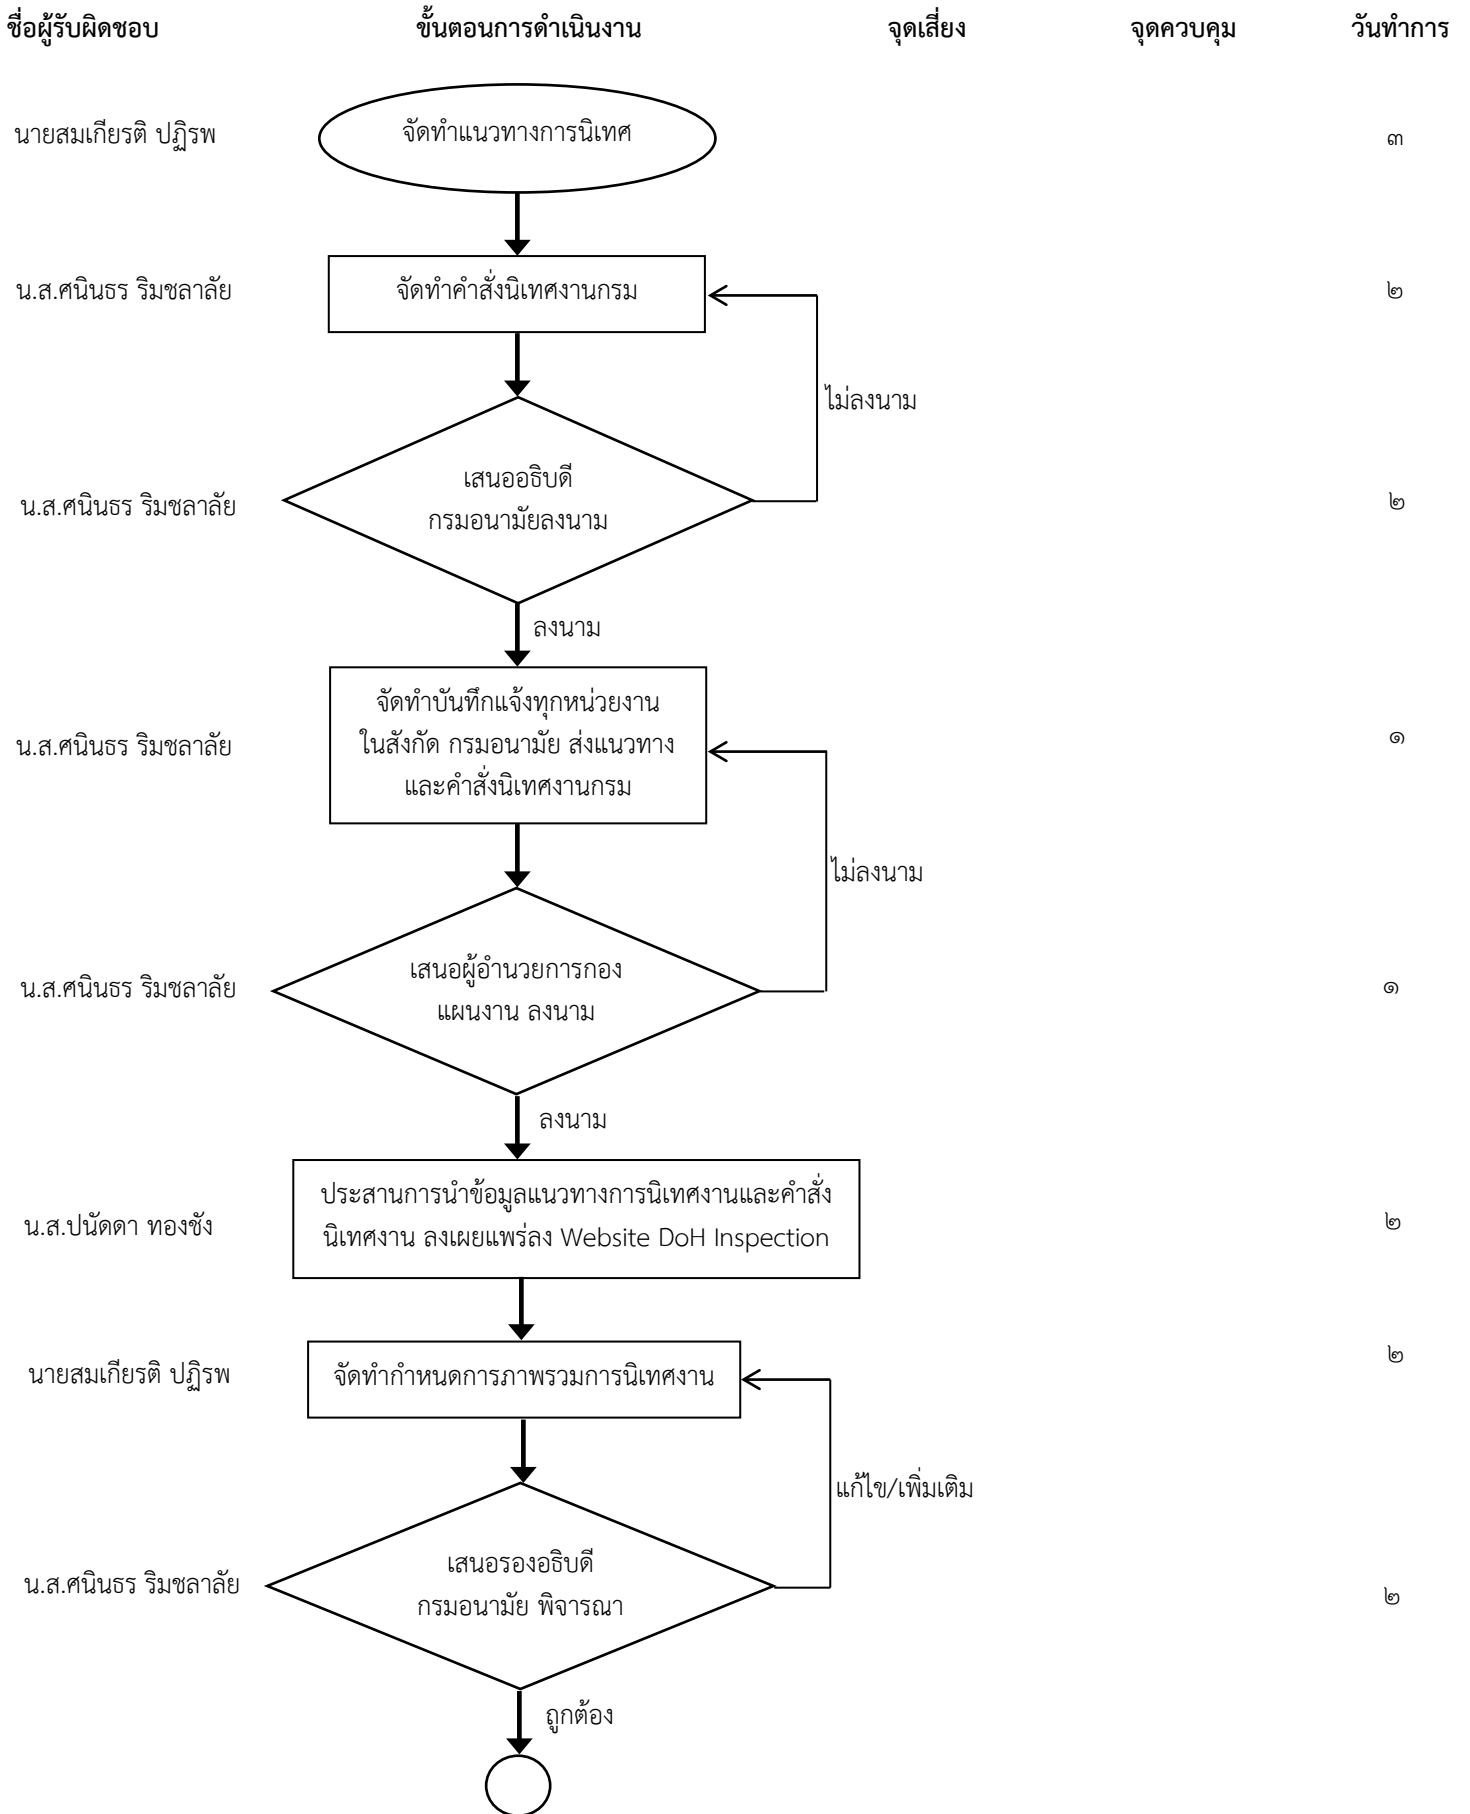 ชื่อผู้รับผิดชอบ ขั้นตอนการดำเนินงาน จุดเสี่ยง จุดควบคุม วันทำการ
นายสมเกียรติ ปฏิรพ จัดทำแนวทางการนิเทศ ๓
น.ส.ศนินธร ริมชลาลัย จัดทำคำสั่งนิเทศงานกรม ๒
ไม่ลงนาม
เสนออธิบดี
น.ส.ศนินธร ริมชลาลัย กรมอนามัยลงนาม ๒
ลงนาม
จัดทำบันทึกแจ้งทุกหน่วยงาน
น.ส.ศนินธร ริมชลาลัย ในสังกัด กรมอนามัย ส่งแนวทาง ๑
และคำสั่งนิเทศงานกรม
ไม่ลงนาม
เสนอผู้อำนวยการกอง
น.ส.ศนินธร ริมชลาลัย แผนงาน ลงนาม ๑
ลงนาม
ประสานการนำข้อมูลแนวทางการนิเทศงานและคำสั่ง
น.ส.ปนัดดา ทองชัง นิเทศงาน ลงเผยแพร่ลง Website DoH Inspection ๒
นายสมเกียรติ ปฏิรพ จัดทำกำหนดการภาพรวมการนิเทศงาน ๒
แก้ไข/เพิ่มเติม
เสนอรองอธิบดี
น.ส.ศนินธร ริมชลาลัย กรมอนามัย พิจารณา ๒
ถูกต้อง